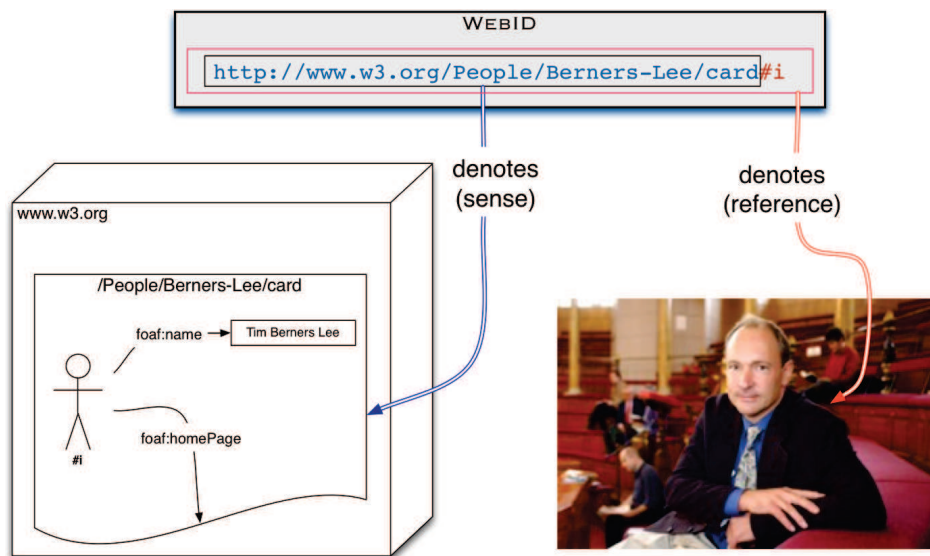 WEBID
http://www.w3.org/People/Berners-Lee/card#i
denotes
(sense)
denotes
(reference)
www.w3.org
/People/Berners-Lee/card
foaf:name
Tim Berners Lee
foaf:homePage
#i